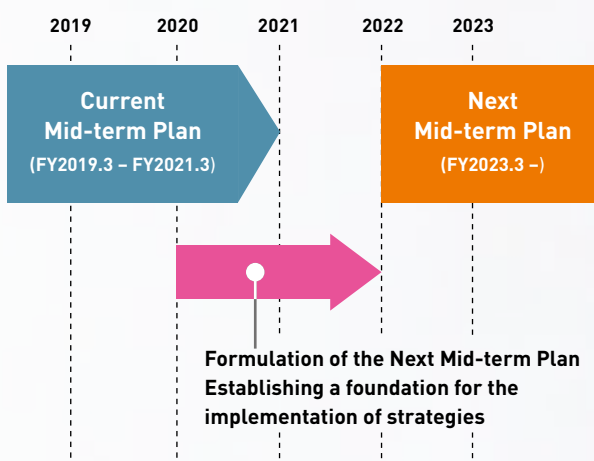 2019 2020 2021 2022 2023
Current
Mid-term Plan
(FY2019.3 – FY2021.3)
Next
Mid-term Plan
(FY2023.3 –)
Formulation of the Next Mid-term Plan
Establishing a foundation for the
implementation of strategies